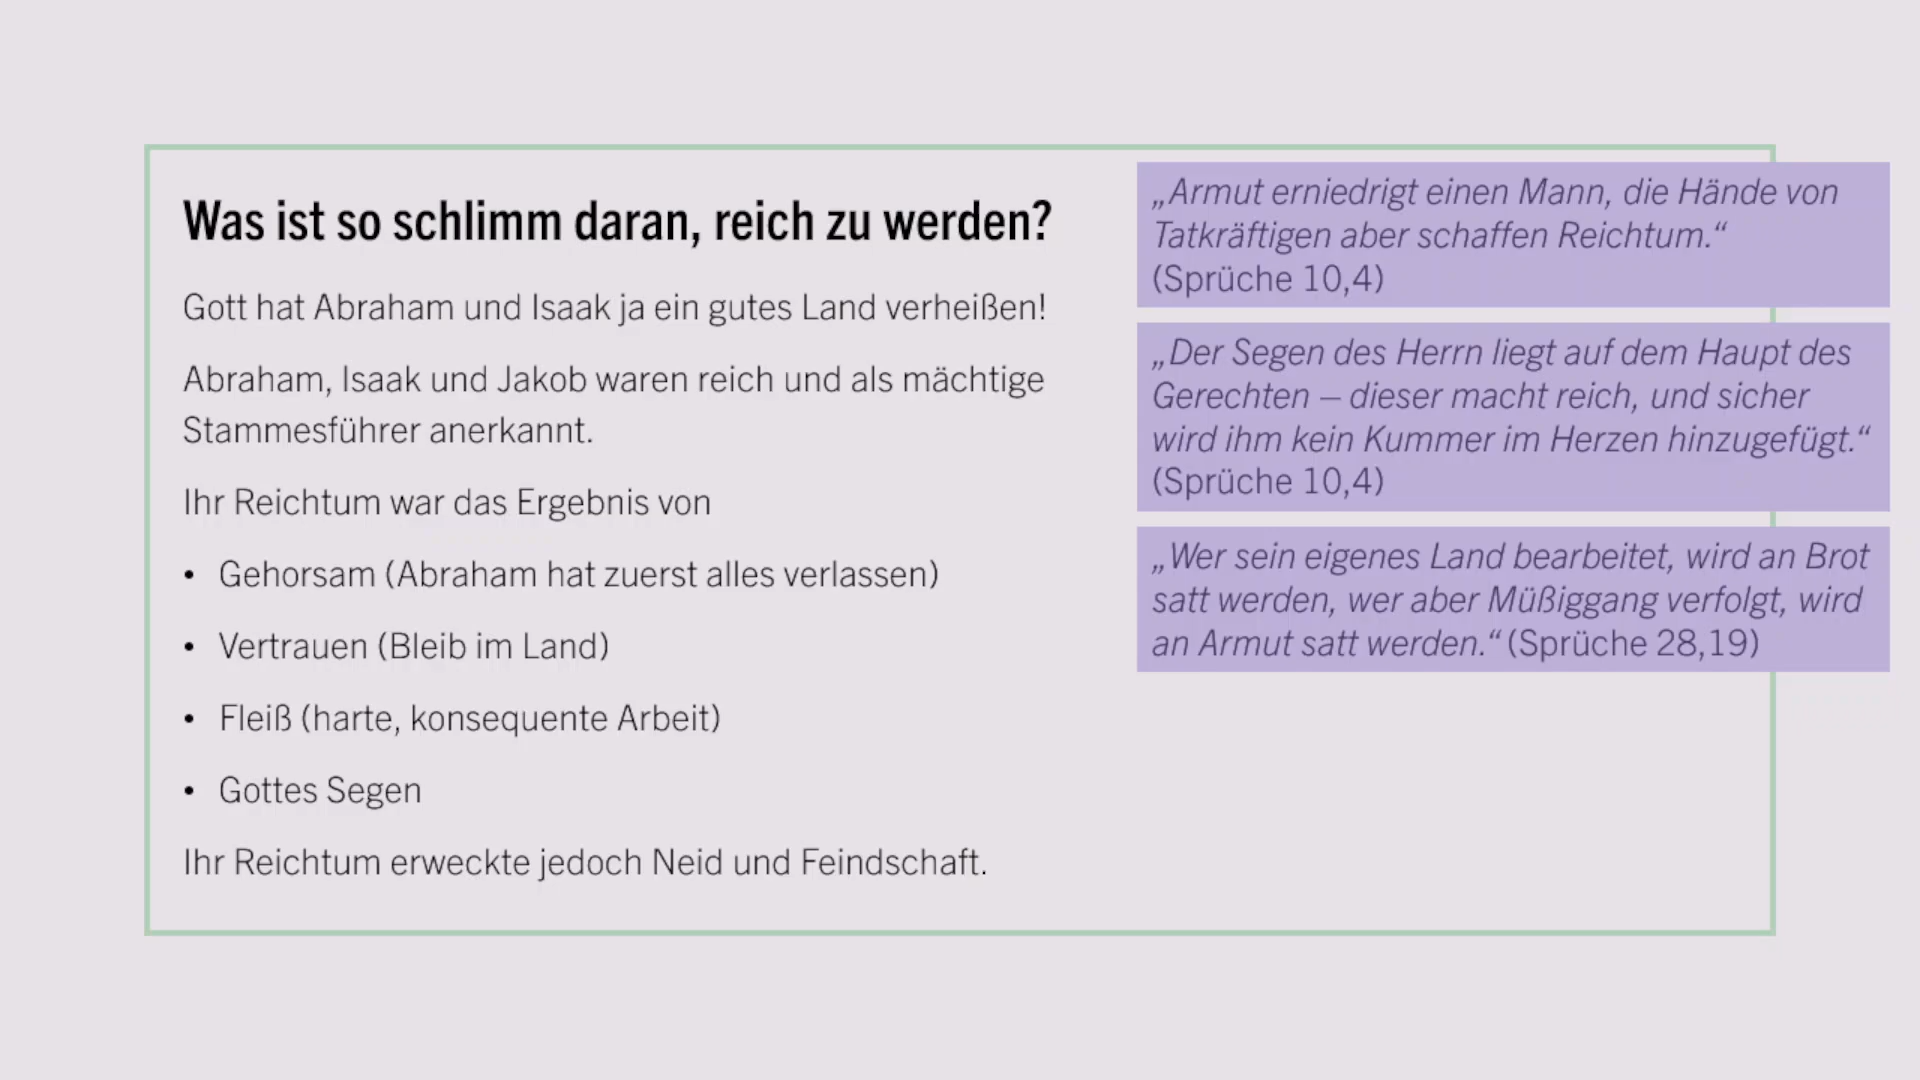 Was ist so schlimm daran, reich zu werden?
Gott hat Abraham und Isaak ja ein gutes Land verheißen!
Abraham, Isaak und Jakob waren reich und als mächtige
Stammesführer anerkannt.
Ihr Reichtum war das Ergebnis von
• Gehorsam (Abraham hat zuerst alles verlassen)
• Vertrauen (Bleib im Land)
• Fleiß (harte, konsequente Arbeit)
• Gottes Segen
Ihr Reichtum erweckte jedoch Neid und Feindschaft.
„Armut erniedrigt einen Mann, die Hände von
Tatkräftigen aber schaffen Reichtum.“
(Sprüche 10,4)
„Der Segen des Herrn liegt auf dem Haupt des
Gerechten – dieser macht reich, und sicher
wird ihm kein Kummer im Herzen hinzugefügt.“
(Sprüche 10,4)
„Wer sein eigenes Land bearbeitet, wird an Brot
satt werden, wer aber Müßiggang verfolgt, wird
an Armut satt werden.“ (Sprüche 28,19)